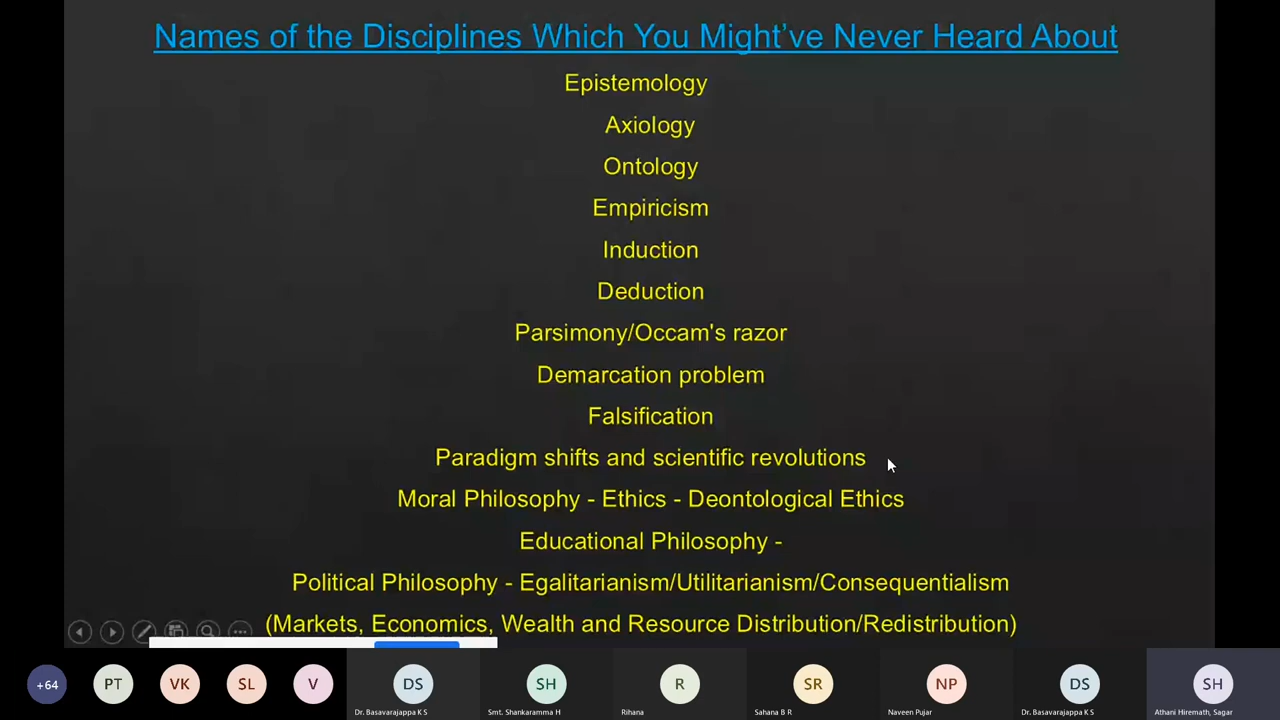 Names of the Disciplines Which You Might’ve Never Heard About
Epistemology
Axiology
Ontology
Empiricism
Induction
Deduction
Parsimony/Occam's razor
Demarcation problem
Falsification
Paradigm shifts and scientific revolutions
Moral Philosophy - Ethics - Deontological Ethics
Educational Philosophy -
Political Philosophy - Egalitarianism/Utilitarianism/Consequentialism
(Markets, Economics, Wealth and Resource Distribution/Redistribution)
+64 PT VK SL V DS SH R SR NP DS SH
Dr. Basavarajappa K S Smt. Shankaramma H Rihana Sahana B R Naveen Pujar Dr. Basavarajappa K S Athani Hiremath, Sagar